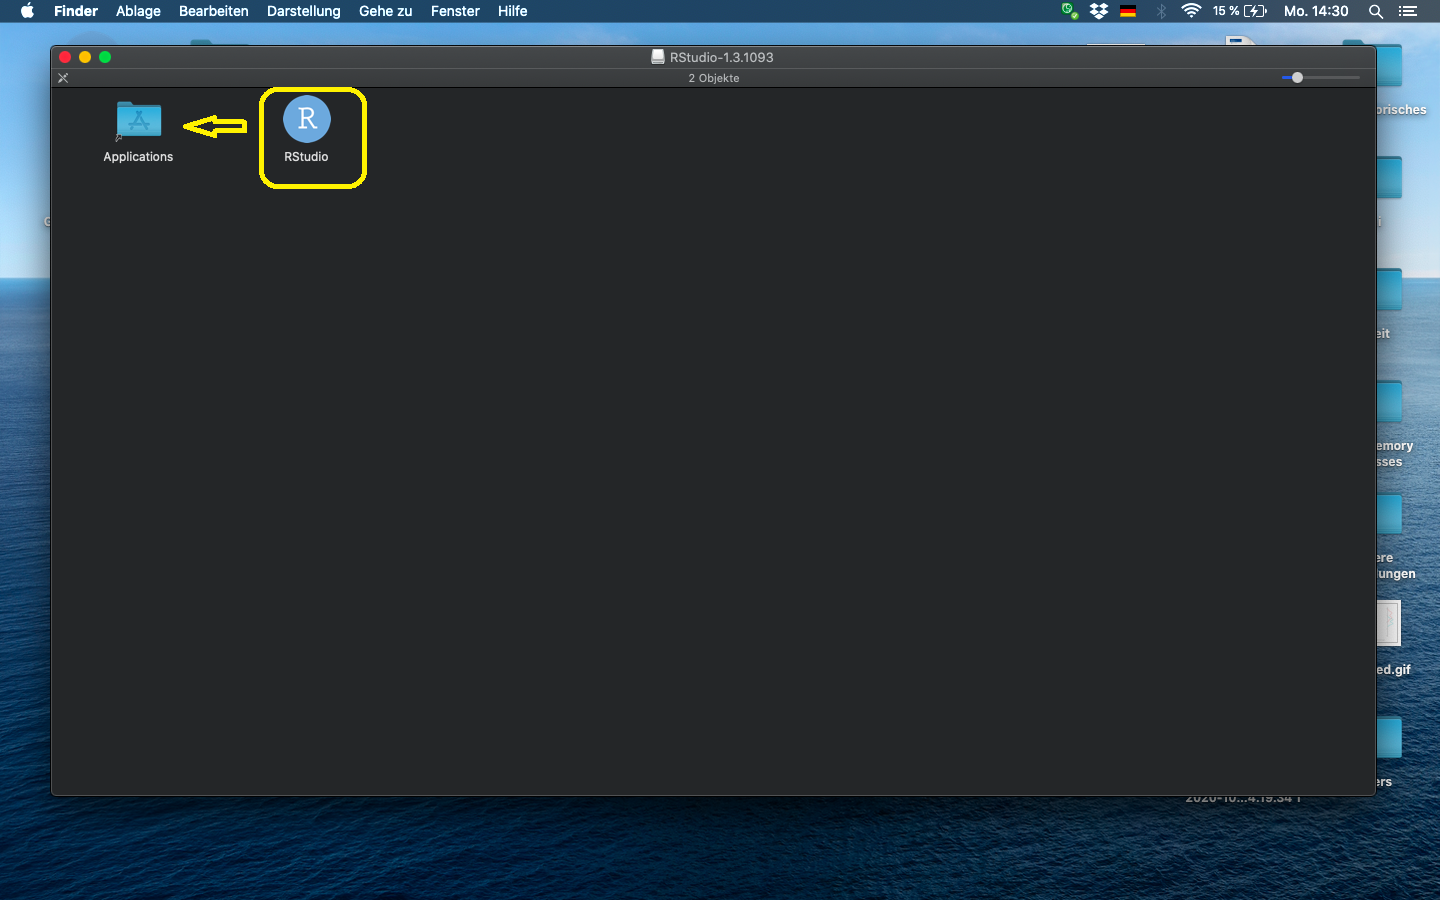 Finder Ablage Bearbeiten Darstellung Gehe zu Fenster Hilfe 15 % Mo. 14:30
RStudio-1.3.1093
2 Objekte
R
Applications RStudio
orisches
eit
emory
sses
ere
ungen
ed.gif
ers
2020-10...4.19.34 1